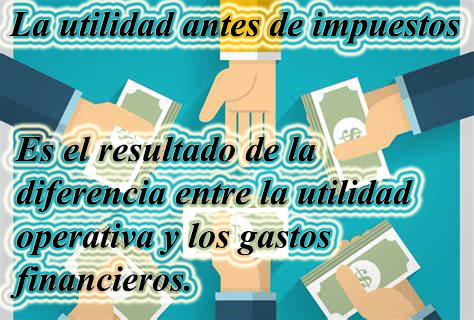 La utilidad antes de impuestos
Es el resultado de la
diferencia entre la utilidad
operativa y los gastos
financieros.